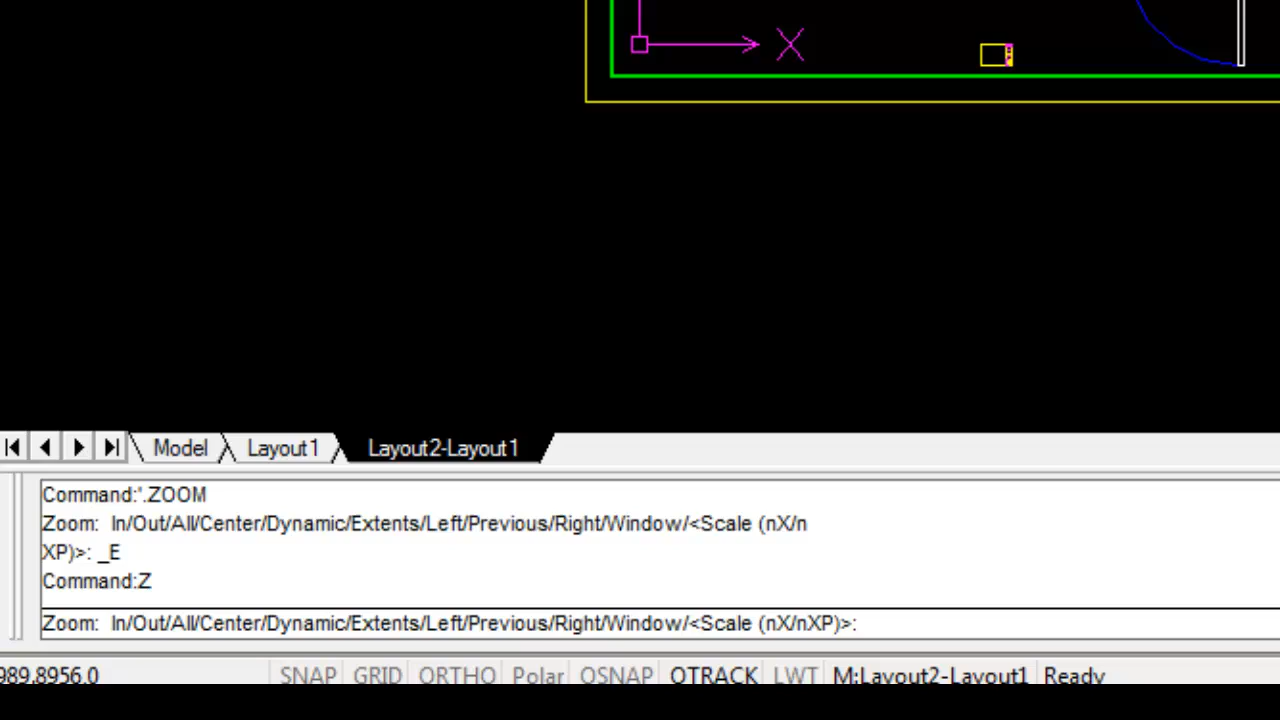 X
Model Layout1 Layout2-Layout1
Command:'.ZOOM
Zoom: In/Out/All/Center/Dynamic/Extents/Left/Previous/Right/Window/<Scale (nX/n
XP)>: _E
Command:Z
Zoom: In/Out/All/Center/Dynamic/Extents/Left/Previous/Right/Window/<Scale (nX/nXP)>:
989,8956,0 SNAP GRID ORTHO Polar OSNAP OTRACK LWT M:Layout2-Layout1 Ready